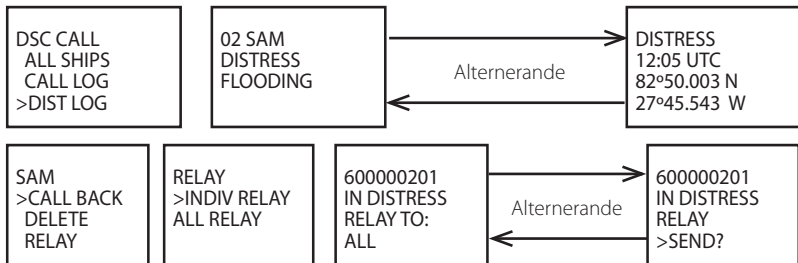 DSC CALL
ALL SHIPS
CALL LOG
>DIST LOG
02 SAM
DISTRESS
FLOODING
Alternerande
DISTRESS
12:05 UTC
82º50.003 N
27º45.543 W
SAM
>CALL BACK
DELETE
RELAY
RELAY
>INDIV RELAY
ALL RELAY
600000201
IN DISTRESS
RELAY TO:
ALL
Alternerande
600000201
IN DISTRESS
RELAY
>SEND?